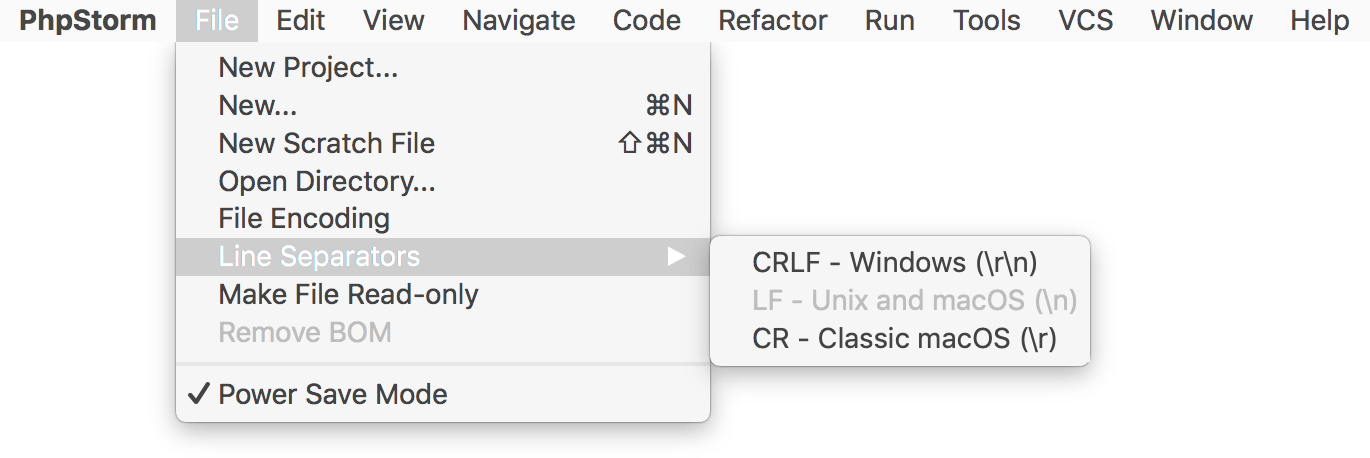 PhpStorm File Edit View Navigate Code Refactor Run Tools VCS Window Help
New Project...
New... ⌘N
New Scratch File ⇧⌘N
Open Directory...
File Encoding
Line Separators ▶
CRLF - Windows (\r\n)
LF - Unix and macOS (\n)
CR - Classic macOS (\r)
Make File Read-only
Remove BOM
✓ Power Save Mode